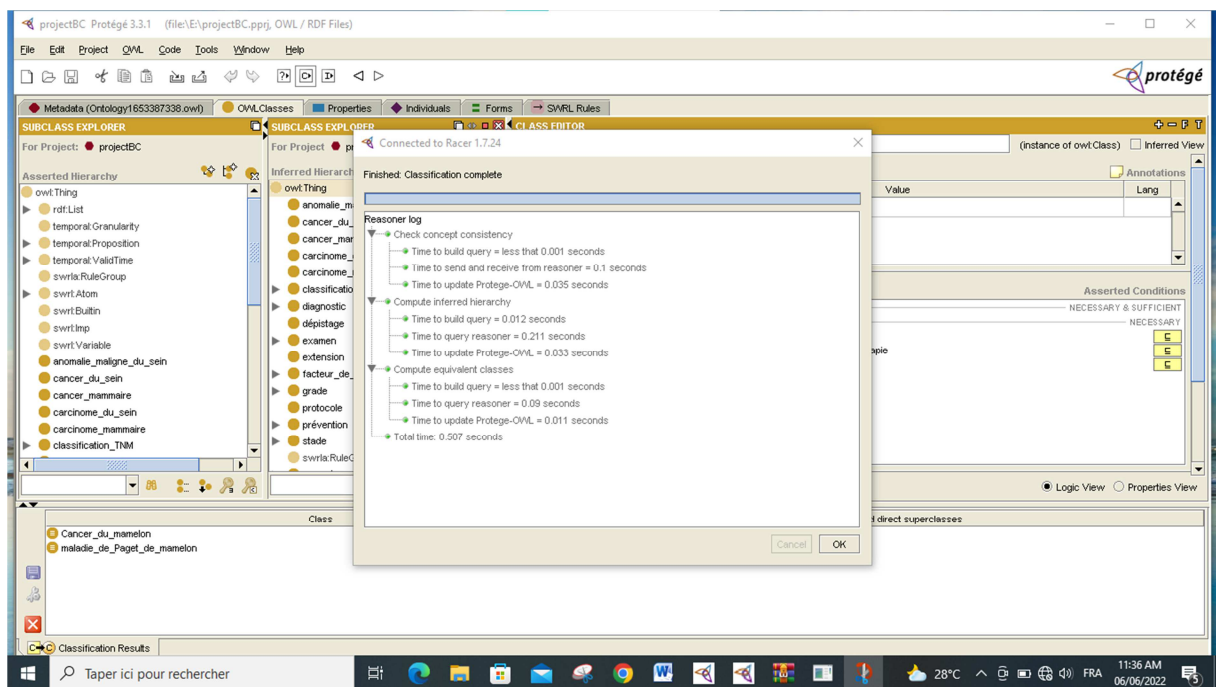 projectBC Protégé 3.3.1 (file:\E:\projectBC.pprj, OWL / RDF Files)
File Edit Project OWL Code Tools Window Help
protégé
Metadata (Ontology1653387338.owl) OWLClasses Properties Individuals Forms SWRL Rules
SUBCLASS EXPLORER
For Project: projectBC
Asserted Hierarchy
owl:Thing
rdf:List
temporal:Granularity
temporal:Proposition
temporal:ValidTime
swrla:RuleGroup
swrl:Atom
swrl:Builtin
swrl:Imp
swrl:Variable
anomalie_maligne_du_sein
cancer_du_sein
cancer_mammaire
carcinome_du_sein
carcinome_mammaire
classification_TNM
SUBCLASS EXPLORER
For Project
Inferred Hierarch
owl:Thing
anomalie_m
cancer_du_
cancer_mar
carcinome_
carcinome_
classificatio
diagnostic
dépistage
examen
extension
facteur_de_
grade
protocole
prévention
stade
swrla:RuleG
Connected to Racer 1.7.24
Finished: Classification complete
Reasoner log
Check concept consistency
Time to build query = less that 0.001 seconds
Time to send and receive from reasoner = 0.1 seconds
Time to update Protege-OWL = 0.035 seconds
Compute inferred hierarchy
Time to build query = 0.012 seconds
Time to query reasoner = 0.211 seconds
Time to update Protege-OWL = 0.033 seconds
Compute equivalent classes
Time to build query = less that 0.001 seconds
Time to query reasoner = 0.09 seconds
Time to update Protege-OWL = 0.011 seconds
Total time: 0.507 seconds
Cancel OK
CLASS EDITOR
(instance of owl:Class) Inferred View
Annotations
Value Lang
Asserted Conditions
NECESSARY & SUFFICIENT
NECESSARY
apie
Logic View Properties View
Class d direct superclasses
Cancer_du_mamelon
maladie_de_Paget_de_mamelon
Classification Results
Taper ici pour rechercher
28°C FRA 11:36 AM
06/06/2022